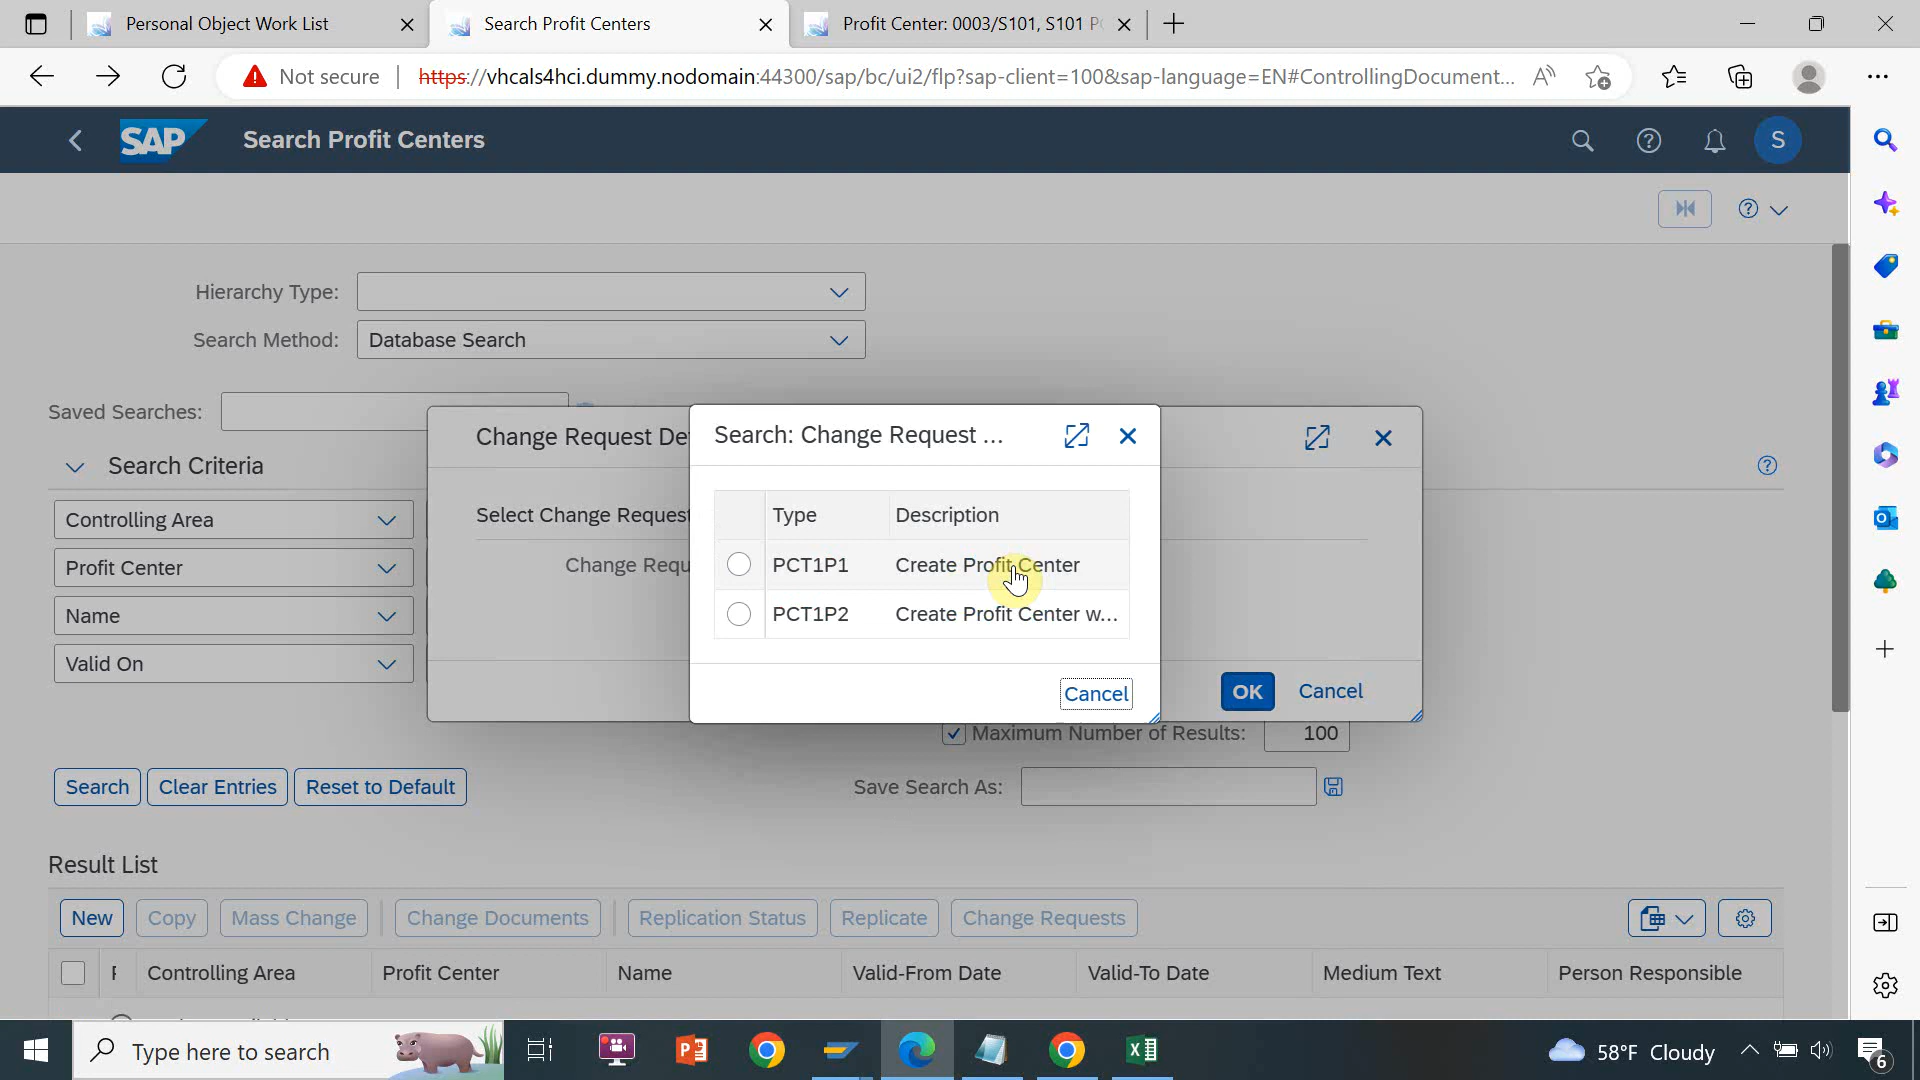 Personal Object Work List
Search Profit Centers
Profit Center: 0003/S101, S101 P
Not secure
https://vhcals4hci.dummy.nodomain:44300/sap/bc/ui2/flp?sap-client=100&sap-language=EN#ControllingDocument...
SAP
Search Profit Centers
S
Hierarchy Type:
Search Method:
Database Search
Saved Searches:
Change Request De
Search: Change Request ...
Search Criteria
Select Change Request
Type
Description
Controlling Area
Change Requ
PCT1P1
Create Profit Center
Profit Center
PCT1P2
Create Profit Center w...
Name
Valid On
Cancel
OK
Cancel
Maximum Number of Results:
100
Search
Clear Entries
Reset to Default
Save Search As:
Result List
New
Copy
Mass Change
Change Documents
Replication Status
Replicate
Change Requests
Controlling Area
Profit Center
Name
Valid-From Date
Valid-To Date
Medium Text
Person Responsible
Type here to search
58°F Cloudy
6